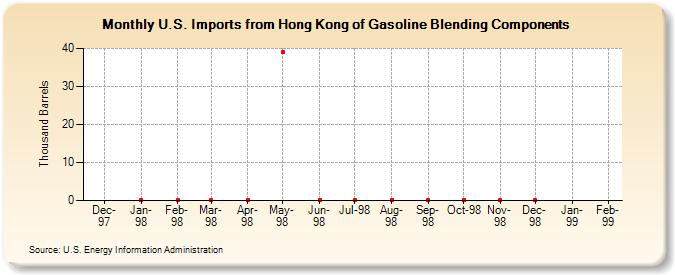 Monthly U.S. Imports from Hong Kong of Gasoline Blending Components
Thousand Barrels
40
30
20
10
0
Dec-97
Jan-98
Feb-98
Mar-98
Apr-98
May-98
Jun-98
Jul-98
Aug-98
Sep-98
Oct-98
Nov-98
Dec-98
Jan-99
Feb-99
Source: U.S. Energy Information Administration